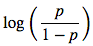 log ( p / (1 − p) )